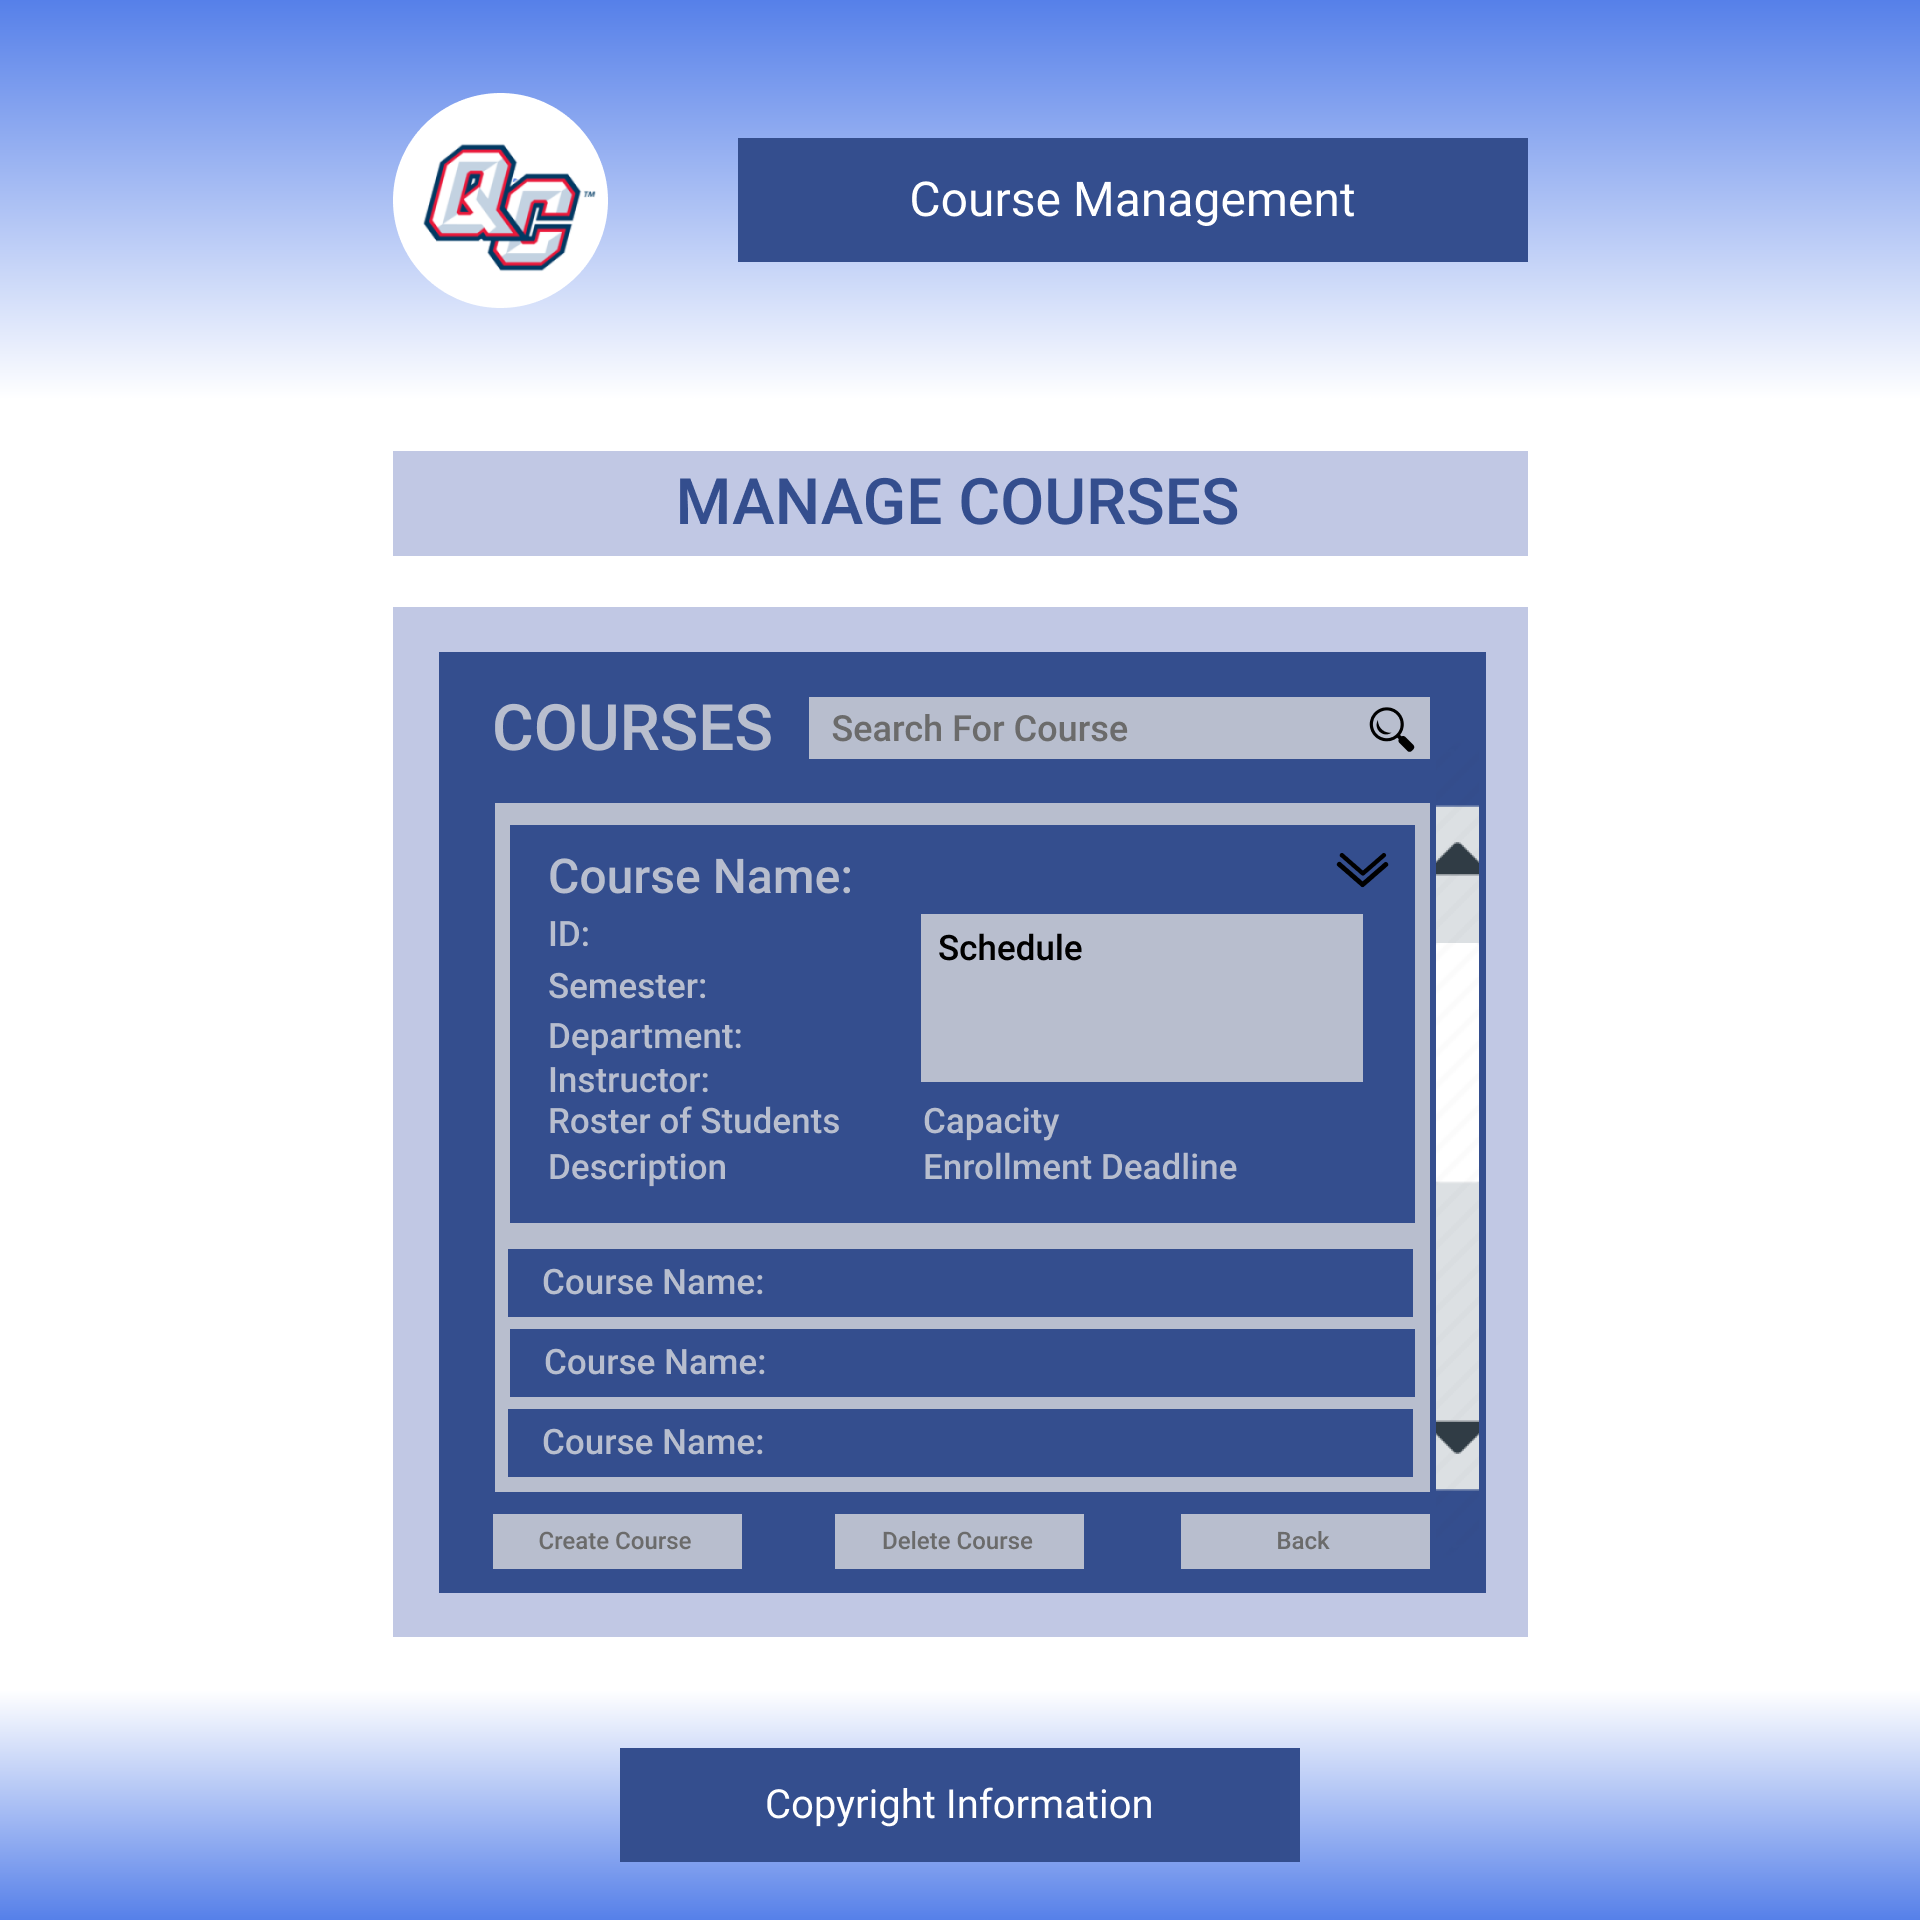 QC™
Course Management
MANAGE COURSES
COURSES
Search For Course
Course Name:
ID:
Schedule
Semester:
Department:
Instructor:
Roster of Students
Capacity
Description
Enrollment Deadline
Course Name:
Course Name:
Course Name:
Create Course
Delete Course
Back
Copyright Information